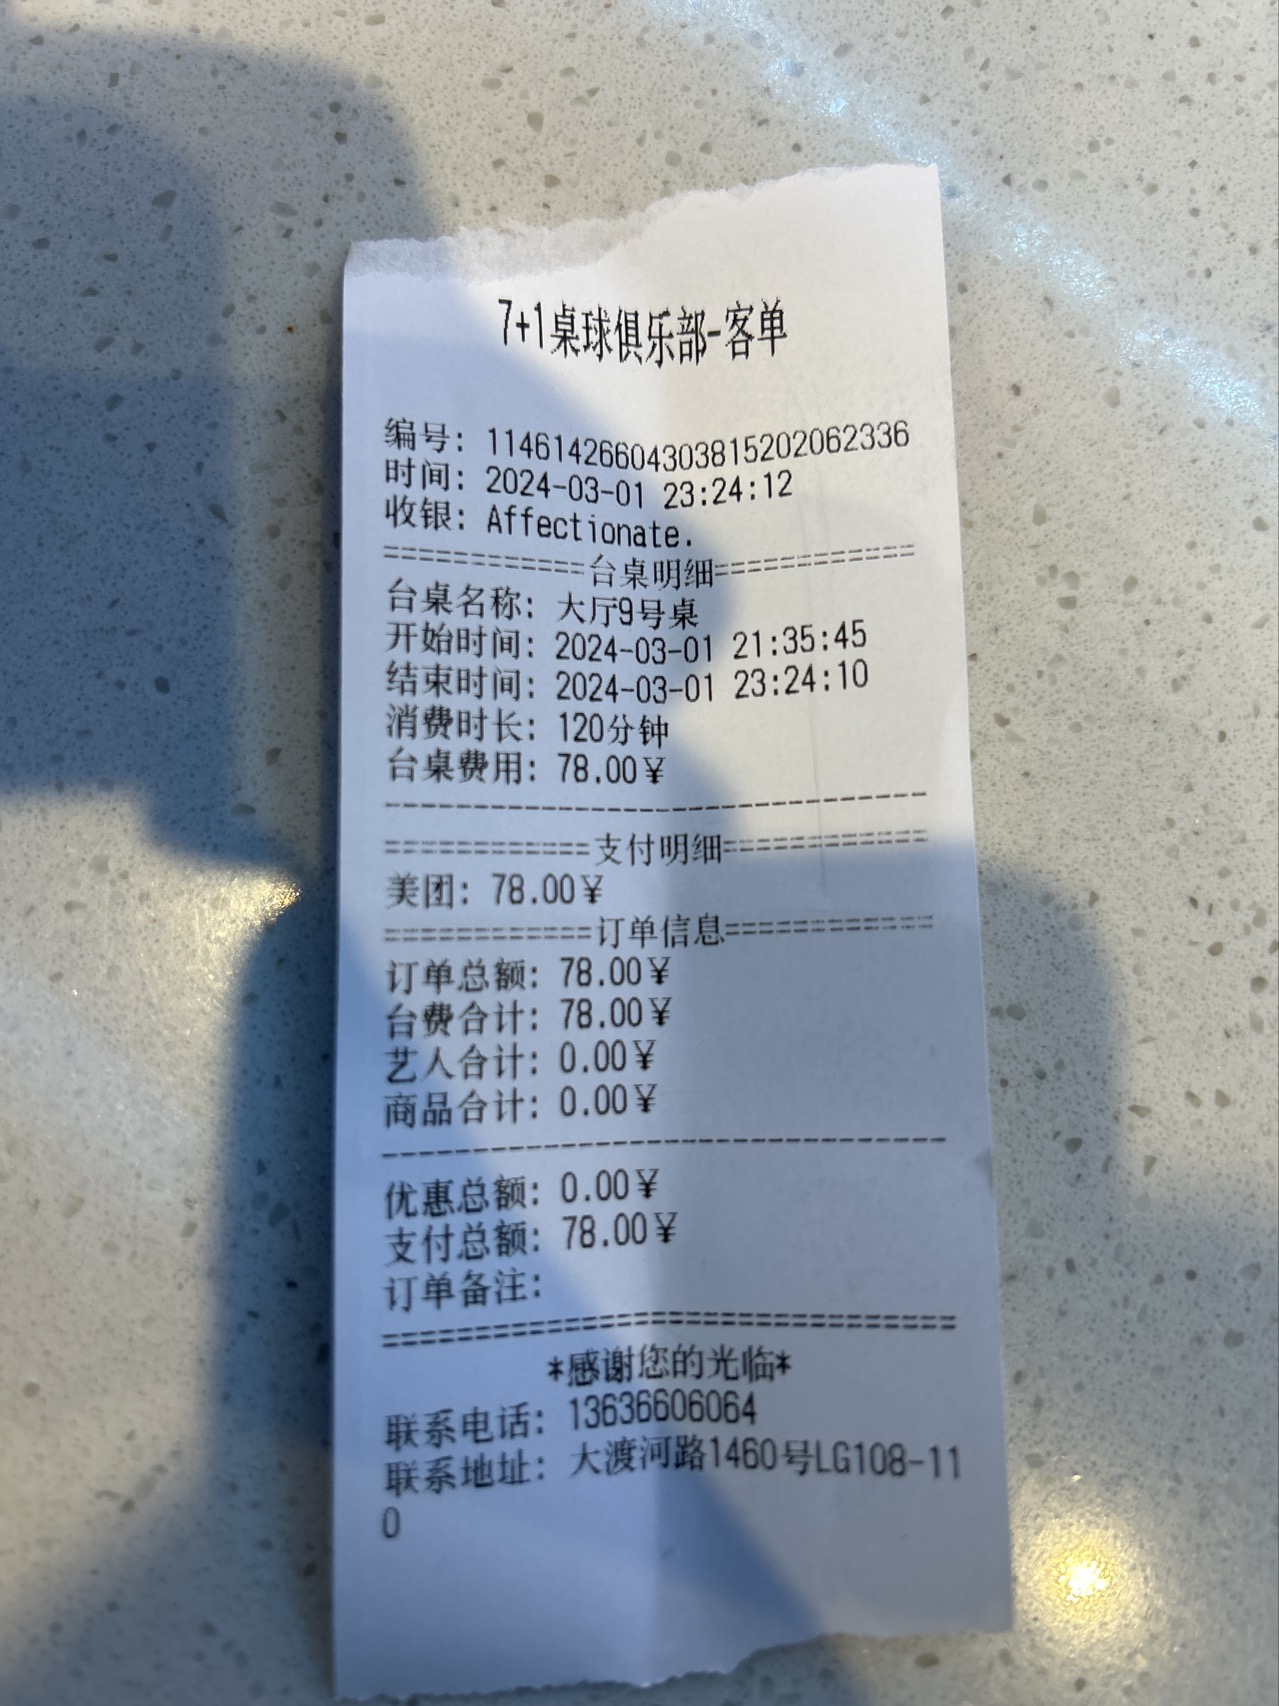 7+1桌球俱乐部-客单
编号: 1146142660430381520206233​6
时间: 2024-03-01 23:24:12
收银: Affectionate.
============台桌明细============
台桌名称: 大厅9号桌
开始时间: 2024-03-01 21:35:45
结束时间: 2024-03-01 23:24:10
消费时长: 120分钟
台桌费用: 78.00¥
--------------------------------
============支付明细============
美团: 78.00¥
============订单信息============
订单总额: 78.00¥
台费合计: 78.00¥
艺人合计: 0.00¥
商品合计: 0.00¥
--------------------------------
优惠总额: 0.00¥
支付总额: 78.00¥
订单备注:
================================
*感谢您的光临*
联系电话: 13636606064
联系地址: 大渡河路1460号LG108-11
0